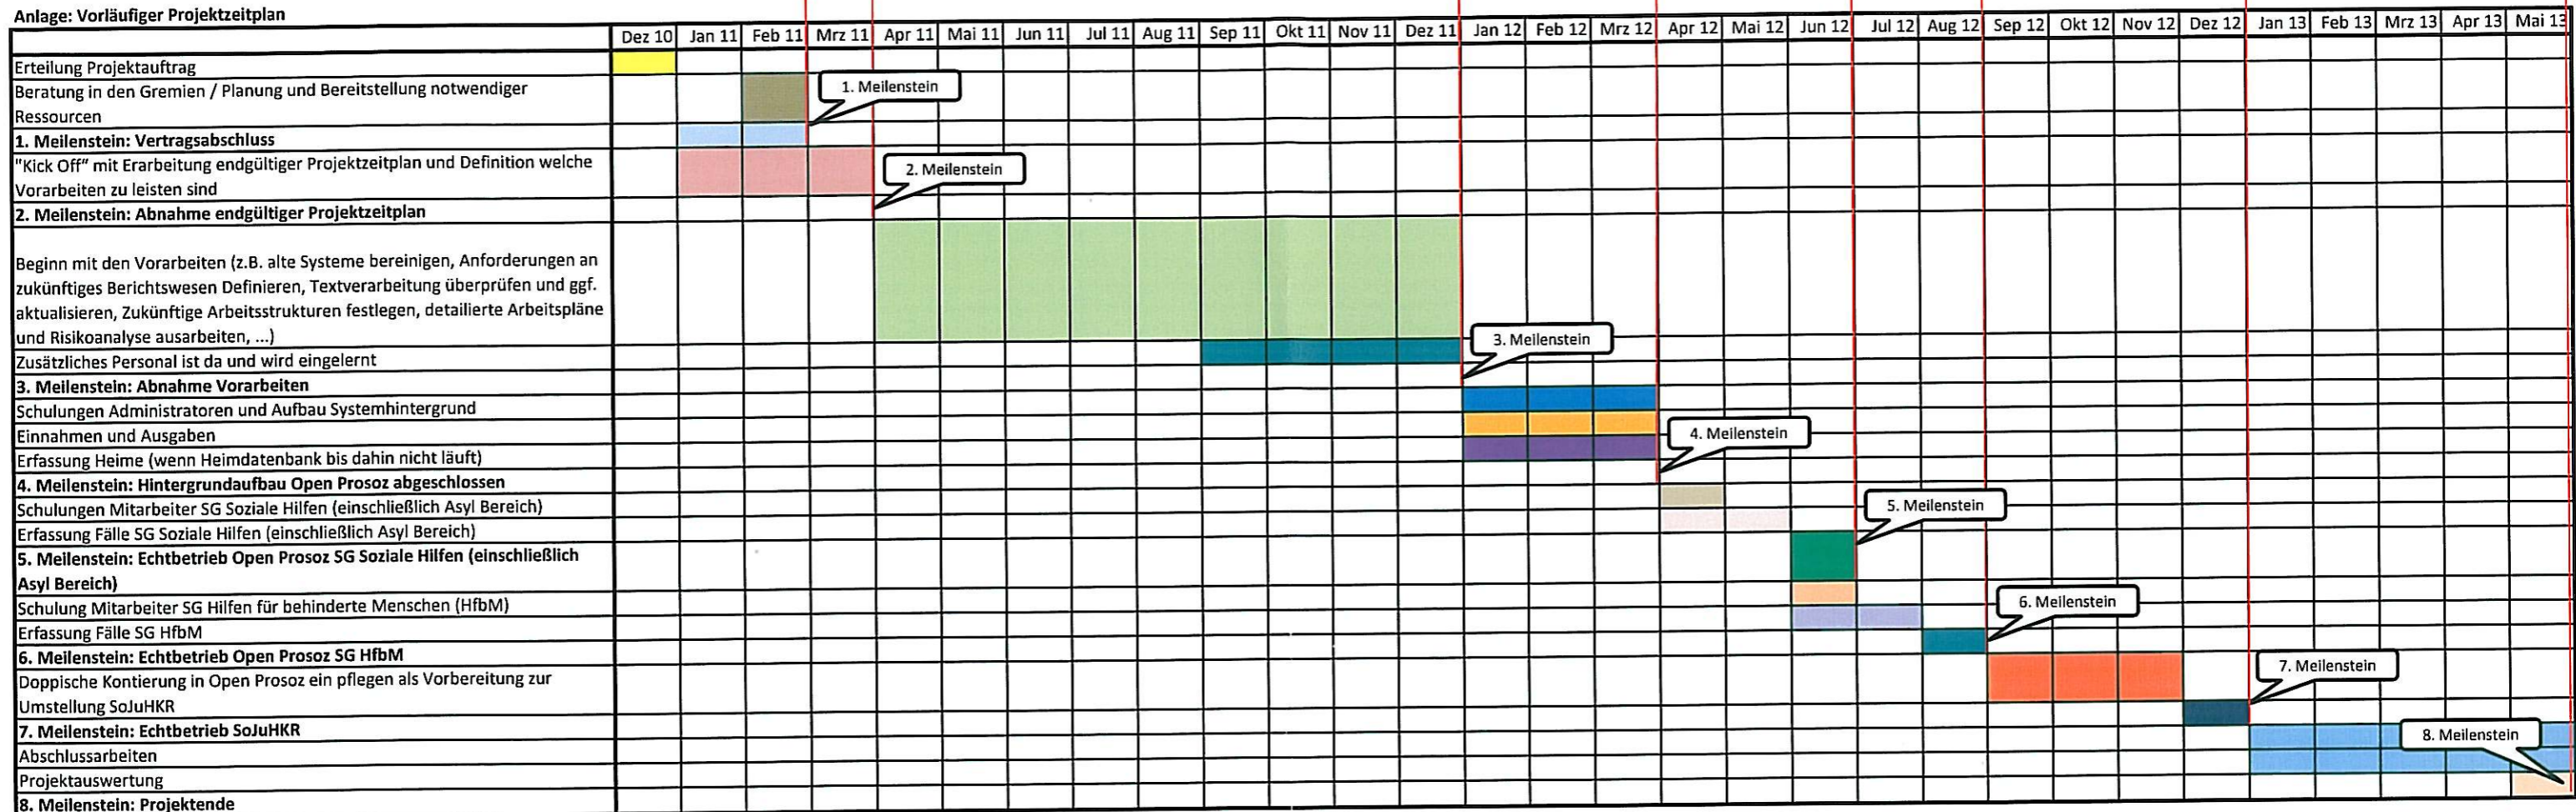 Anlage: Vorläufiger Projektzeitplan
Dez 10 Jan 11 Feb 11 Mrz 11 Apr 11 Mai 11 Jun 11 Jul 11 Aug 11 Sep 11 Okt 11 Nov 11 Dez 11 Jan 12 Feb 12 Mrz 12 Apr 12 Mai 12 Jun 12 Jul 12 Aug 12 Sep 12 Okt 12 Nov 12 Dez 12 Jan 13 Feb 13 Mrz 13 Apr 13 Mai 13
Erteilung Projektauftrag
Beratung in den Gremien / Planung und Bereitstellung notwendiger
Ressourcen
1. Meilenstein
1. Meilenstein: Vertragsabschluss
"Kick Off" mit Erarbeitung endgültiger Projektzeitplan und Definition welche
Vorarbeiten zu leisten sind
2. Meilenstein
2. Meilenstein: Abnahme endgültiger Projektzeitplan
Beginn mit den Vorarbeiten (z.B. alte Systeme bereinigen, Anforderungen an
zukünftiges Berichtswesen Definieren, Textverarbeitung überprüfen und ggf.
aktualisieren, Zukünftige Arbeitsstrukturen festlegen, detailierte Arbeitspläne
und Risikoanalyse ausarbeiten, ...)
3. Meilenstein
Zusätzliches Personal ist da und wird eingelernt
3. Meilenstein: Abnahme Vorarbeiten
Schulungen Administratoren und Aufbau Systemhintergrund
Einnahmen und Ausgaben
4. Meilenstein
Erfassung Heime (wenn Heimdatenbank bis dahin nicht läuft)
4. Meilenstein: Hintergrundaufbau Open Prosoz abgeschlossen
Schulungen Mitarbeiter SG Soziale Hilfen (einschließlich Asyl Bereich)
5. Meilenstein
Erfassung Fälle SG Soziale Hilfen (einschließlich Asyl Bereich)
5. Meilenstein: Echtbetrieb Open Prosoz SG Soziale Hilfen (einschließlich
Asyl Bereich)
Schulung Mitarbeiter SG Hilfen für behinderte Menschen (HfbM)
6. Meilenstein
Erfassung Fälle SG HfbM
6. Meilenstein: Echtbetrieb Open Prosoz SG HfbM
7. Meilenstein
Doppische Kontierung in Open Prosoz ein pflegen als Vorbereitung zur
Umstellung SoJuHKR
7. Meilenstein: Echtbetrieb SoJuHKR
8. Meilenstein
Abschlussarbeiten
Projektauswertung
8. Meilenstein: Projektende